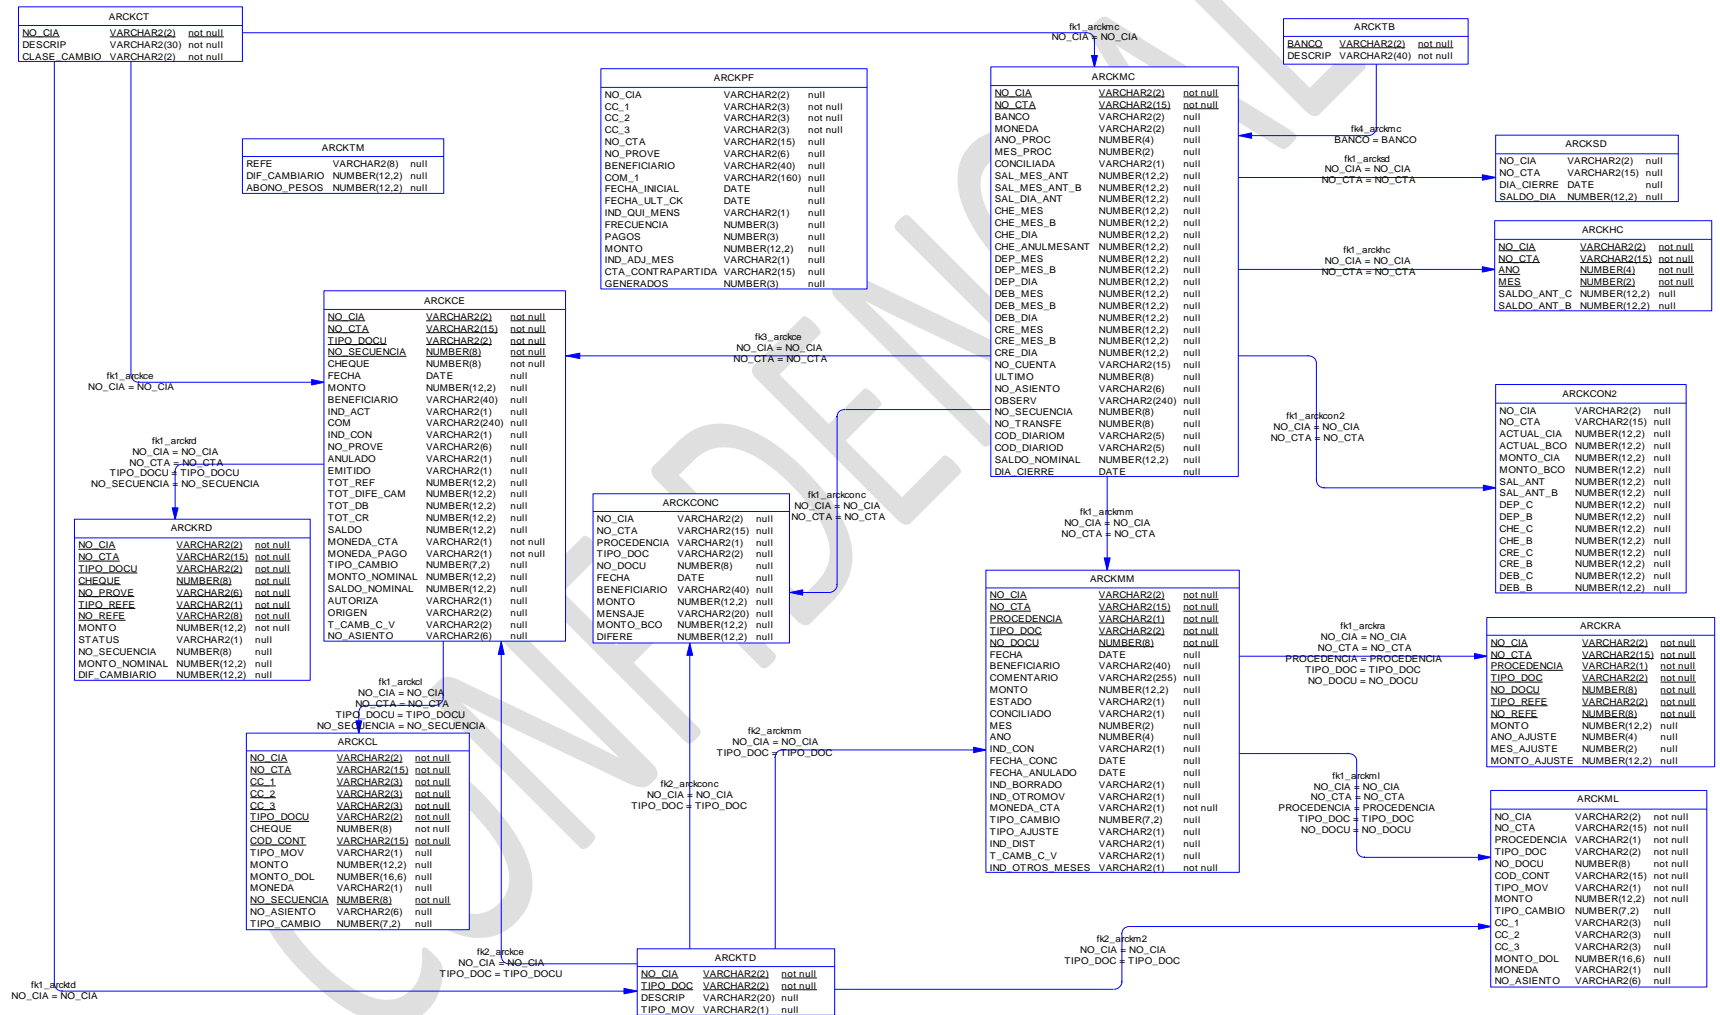 ARCKCT
NO_CIA VARCHAR2(2) not null
DESCRIP VARCHAR2(30) not null
CLASE_CAMBIO VARCHAR2(2) not null
fk1_arckmc
NO_CIA = NO_CIA
ARCKTB
BANCO VARCHAR2(2) not null
DESCRIP VARCHAR2(40) not null
ARCKPF
NO_CIA VARCHAR2(2) null
CC_1 VARCHAR2(3) not null
CC_2 VARCHAR2(3) not null
CC_3 VARCHAR2(3) not null
NO_CTA VARCHAR2(15) null
NO_PROVE VARCHAR2(6) null
BENEFICIARIO VARCHAR2(40) null
COM_1 VARCHAR2(160) null
FECHA_INICIAL DATE null
FECHA_ULT_CK DATE null
IND_QUI_MENS VARCHAR2(1) null
FRECUENCIA NUMBER(3) null
PAGOS NUMBER(3) null
MONTO NUMBER(12,2) null
IND_ADJ_MES VARCHAR2(1) null
CTA_CONTRAPARTIDA VARCHAR2(15) null
GENERADOS NUMBER(3) null
ARCKMC
NO_CIA VARCHAR2(2) not null
NO_CTA VARCHAR2(15) not null
BANCO VARCHAR2(2) null
MONEDA VARCHAR2(2) null
ANO_PROC NUMBER(4) null
MES_PROC NUMBER(2) null
CONCILIADA VARCHAR2(1) null
SAL_MES_ANT NUMBER(12,2) null
SAL_MES_ANT_B NUMBER(12,2) null
SAL_DIA_ANT NUMBER(12,2) null
CHE_MES NUMBER(12,2) null
CHE_MES_B NUMBER(12,2) null
CHE_DIA NUMBER(12,2) null
CHE_ANULMESANT NUMBER(12,2) null
DEP_MES NUMBER(12,2) null
DEP_MES_B NUMBER(12,2) null
DEP_DIA NUMBER(12,2) null
DEB_MES NUMBER(12,2) null
DEB_MES_B NUMBER(12,2) null
DEB_DIA NUMBER(12,2) null
CRE_MES NUMBER(12,2) null
CRE_MES_B NUMBER(12,2) null
CRE_DIA NUMBER(12,2) null
NO_CUENTA VARCHAR2(15) null
ULTIMO NUMBER(8) null
NO_ASIENTO VARCHAR2(6) null
OBSERV VARCHAR2(240) null
NO_SECUENCIA NUMBER(8) null
NO_TRANSFE NUMBER(8) null
COD_DIARIOM VARCHAR2(5) null
COD_DIARIOD VARCHAR2(5) null
SALDO_NOMINAL NUMBER(12,2) null
DIA_CIERRE DATE null
fk4_arckmc
BANCO = BANCO
ARCKTM
REFE VARCHAR2(8) null
DIF_CAMBIARIO NUMBER(12,2) null
ABONO_PESOS NUMBER(12,2) null
fk1_arcksd
NO_CIA = NO_CIA
NO_CTA = NO_CTA
ARCKSD
NO_CIA VARCHAR2(2) null
NO_CTA VARCHAR2(15) null
DIA_CIERRE DATE null
SALDO_DIA NUMBER(12,2) null
fk1_arckhc
NO_CIA = NO_CIA
NO_CTA = NO_CTA
ARCKHC
NO_CIA VARCHAR2(2) not null
NO_CTA VARCHAR2(15) not null
ANO NUMBER(4) not null
MES NUMBER(2) not null
SALDO_ANT_C NUMBER(12,2) null
SALDO_ANT_B NUMBER(12,2) null
ARCKCE
NO_CIA VARCHAR2(2) not null
NO_CTA VARCHAR2(15) not null
TIPO_DOCU VARCHAR2(2) not null
NO_SECUENCIA NUMBER(8) not null
CHEQUE NUMBER(8) not null
FECHA DATE null
MONTO NUMBER(12,2) null
BENEFICIARIO VARCHAR2(40) null
IND_ACT VARCHAR2(1) null
COM VARCHAR2(240) null
IND_CON VARCHAR2(1) null
NO_PROVE VARCHAR2(6) null
ANULADO VARCHAR2(1) null
EMITIDO VARCHAR2(1) null
TOT_REF NUMBER(12,2) null
TOT_DIFE_CAM NUMBER(12,2) null
TOT_DB NUMBER(12,2) null
TOT_CR NUMBER(12,2) null
SALDO NUMBER(12,2) null
MONEDA_CTA VARCHAR2(1) not null
MONEDA_PAGO VARCHAR2(1) not null
TIPO_CAMBIO NUMBER(7,2) null
MONTO_NOMINAL NUMBER(12,2) null
SALDO_NOMINAL NUMBER(12,2) null
AUTORIZA VARCHAR2(1) null
ORIGEN VARCHAR2(2) null
T_CAMB_C_V VARCHAR2(2) null
NO_ASIENTO VARCHAR2(6) null
fk3_arckce
NO_CIA = NO_CIA
NO_CTA = NO_CTA
fk1_arckce
NO_CIA = NO_CIA
fk1_arckcon2
NO_CIA = NO_CIA
NO_CTA = NO_CTA
ARCKCON2
NO_CIA VARCHAR2(2) null
NO_CTA VARCHAR2(15) null
ACTUAL_CIA NUMBER(12,2) null
ACTUAL_BCO NUMBER(12,2) null
MONTO_CIA NUMBER(12,2) null
MONTO_BCO NUMBER(12,2) null
SAL_ANT NUMBER(12,2) null
SAL_ANT_B NUMBER(12,2) null
DEP_C NUMBER(12,2) null
DEP_B NUMBER(12,2) null
CHE_C NUMBER(12,2) null
CHE_B NUMBER(12,2) null
CRE_C NUMBER(12,2) null
CRE_B NUMBER(12,2) null
DEB_C NUMBER(12,2) null
DEB_B NUMBER(12,2) null
fk1_arckrd
NO_CIA = NO_CIA
NO_CTA = NO_CTA
TIPO_DOCU = TIPO_DOCU
NO_SECUENCIA = NO_SECUENCIA
ARCKRD
NO_CIA VARCHAR2(2) not null
NO_CTA VARCHAR2(15) not null
TIPO_DOCU VARCHAR2(2) not null
CHEQUE NUMBER(8) not null
NO_PROVE VARCHAR2(6) not null
TIPO_REFE VARCHAR2(1) not null
NO_REFE VARCHAR2(8) not null
MONTO NUMBER(12,2) not null
STATUS VARCHAR2(1) null
NO_SECUENCIA NUMBER(8) null
MONTO_NOMINAL NUMBER(12,2) null
DIF_CAMBIARIO NUMBER(12,2) null
ARCKCONC
NO_CIA VARCHAR2(2) null
NO_CTA VARCHAR2(15) null
PROCEDENCIA VARCHAR2(1) null
TIPO_DOC VARCHAR2(2) null
NO_DOCU NUMBER(8) null
FECHA DATE null
BENEFICIARIO VARCHAR2(40) null
MONTO NUMBER(12,2) null
MENSAJE VARCHAR2(20) null
MONTO_BCO NUMBER(12,2) null
DIFERE NUMBER(12,2) null
fk1_arckconc
NO_CIA = NO_CIA
NO_CTA = NO_CTA
fk1_arckmm
NO_CIA = NO_CIA
NO_CTA = NO_CTA
ARCKMM
NO_CIA VARCHAR2(2) not null
NO_CTA VARCHAR2(15) not null
PROCEDENCIA VARCHAR2(1) not null
TIPO_DOC VARCHAR2(2) not null
NO_DOCU NUMBER(8) not null
FECHA DATE null
BENEFICIARIO VARCHAR2(40) null
COMENTARIO VARCHAR2(255) null
MONTO NUMBER(12,2) null
ESTADO VARCHAR2(1) null
CONCILIADO VARCHAR2(1) null
MES NUMBER(2) null
ANO NUMBER(4) null
IND_CON VARCHAR2(1) null
FECHA_CONC DATE null
FECHA_ANULADO DATE null
IND_BORRADO VARCHAR2(1) null
IND_OTROMOV VARCHAR2(1) null
MONEDA_CTA VARCHAR2(1) not null
TIPO_CAMBIO NUMBER(7,2) null
TIPO_AJUSTE VARCHAR2(1) null
IND_DIST VARCHAR2(1) null
T_CAMB_C_V VARCHAR2(1) null
IND_OTROS_MESES VARCHAR2(1) not null
fk1_arckra
NO_CIA = NO_CIA
NO_CTA = NO_CTA
PROCEDENCIA = PROCEDENCIA
TIPO_DOC = TIPO_DOC
NO_DOCU = NO_DOCU
ARCKRA
NO_CIA VARCHAR2(2) not null
NO_CTA VARCHAR2(15) not null
PROCEDENCIA VARCHAR2(1) not null
TIPO_DOC VARCHAR2(2) not null
NO_DOCU NUMBER(8) not null
TIPO_REFE VARCHAR2(2) not null
NO_REFE NUMBER(8) not null
MONTO NUMBER(12,2) null
ANO_AJUSTE NUMBER(4) null
MES_AJUSTE NUMBER(2) null
MONTO_AJUSTE NUMBER(12,2) null
fk1_arckcl
NO_CIA = NO_CIA
NO_CTA = NO_CTA
TIPO_DOCU = TIPO_DOCU
NO_SECUENCIA = NO_SECUENCIA
ARCKCL
NO_CIA VARCHAR2(2) not null
NO_CTA VARCHAR2(15) not null
CC_1 VARCHAR2(3) not null
CC_2 VARCHAR2(3) not null
CC_3 VARCHAR2(3) not null
TIPO_DOCU VARCHAR2(2) not null
CHEQUE NUMBER(8) not null
COD_CONT VARCHAR2(15) not null
TIPO_MOV VARCHAR2(1) null
MONTO NUMBER(12,2) null
MONTO_DOL NUMBER(16,6) null
MONEDA VARCHAR2(1) null
NO_SECUENCIA NUMBER(8) not null
NO_ASIENTO VARCHAR2(6) null
TIPO_CAMBIO NUMBER(7,2) null
fk2_arckmm
NO_CIA = NO_CIA
TIPO_DOC = TIPO_DOC
fk2_arckconc
NO_CIA = NO_CIA
TIPO_DOC = TIPO_DOC
fk1_arckml
NO_CIA = NO_CIA
NO_CTA = NO_CTA
PROCEDENCIA = PROCEDENCIA
TIPO_DOC = TIPO_DOC
NO_DOCU = NO_DOCU
ARCKML
NO_CIA VARCHAR2(2) not null
NO_CTA VARCHAR2(15) not null
PROCEDENCIA VARCHAR2(1) not null
TIPO_DOC VARCHAR2(2) not null
NO_DOCU NUMBER(8) not null
COD_CONT VARCHAR2(15) not null
TIPO_MOV VARCHAR2(1) not null
MONTO NUMBER(12,2) not null
TIPO_CAMBIO NUMBER(7,2) null
CC_1 VARCHAR2(3) null
CC_2 VARCHAR2(3) null
CC_3 VARCHAR2(3) null
MONTO_DOL NUMBER(16,6) null
MONEDA VARCHAR2(1) null
NO_ASIENTO VARCHAR2(6) null
fk2_arckce
NO_CIA = NO_CIA
TIPO_DOC = TIPO_DOCU
fk2_arckm2
NO_CIA = NO_CIA
TIPO_DOC = TIPO_DOC
ARCKTD
NO_CIA VARCHAR2(2) not null
TIPO_DOC VARCHAR2(2) not null
DESCRIP VARCHAR2(20) null
TIPO_MOV VARCHAR2(1) null
fk1_arcktd
NO_CIA = NO_CIA
CONFIDENCIAL